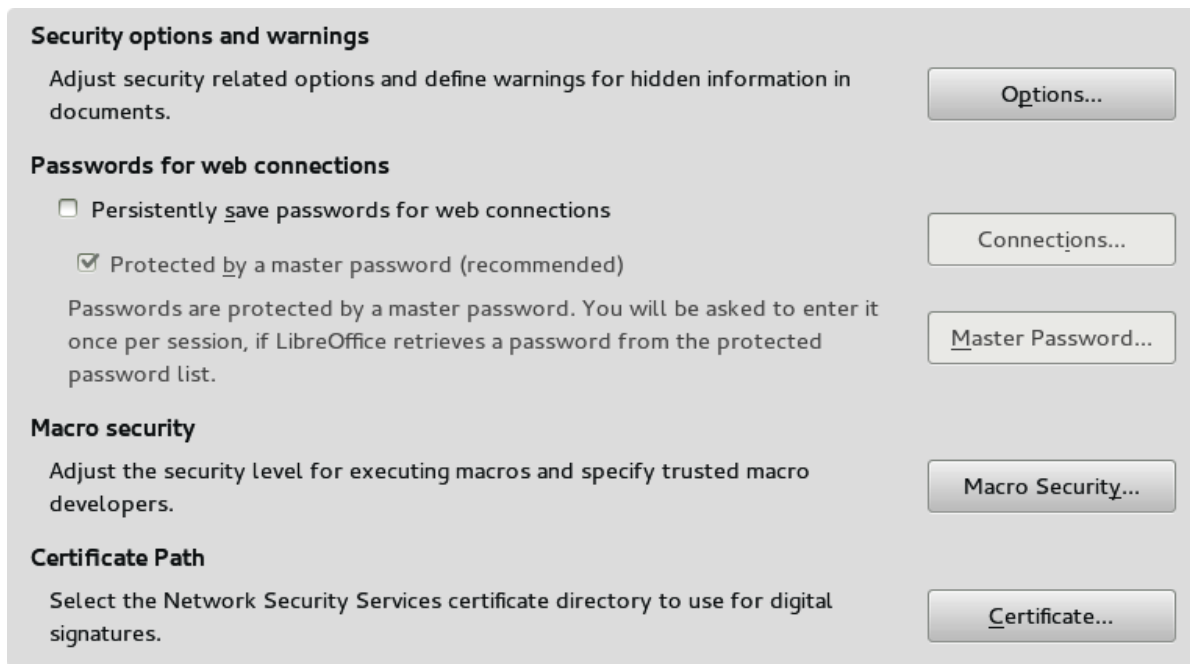 Security options and warnings
Adjust security related options and define warnings for hidden information in
documents.
Options...
Passwords for web connections
Persistently save passwords for web connections
Connections...
Protected by a master password (recommended)
Passwords are protected by a master password. You will be asked to enter it
once per session, if LibreOffice retrieves a password from the protected
password list.
Master Password...
Macro security
Adjust the security level for executing macros and specify trusted macro
developers.
Macro Security...
Certificate Path
Select the Network Security Services certificate directory to use for digital
signatures.
Certificate...